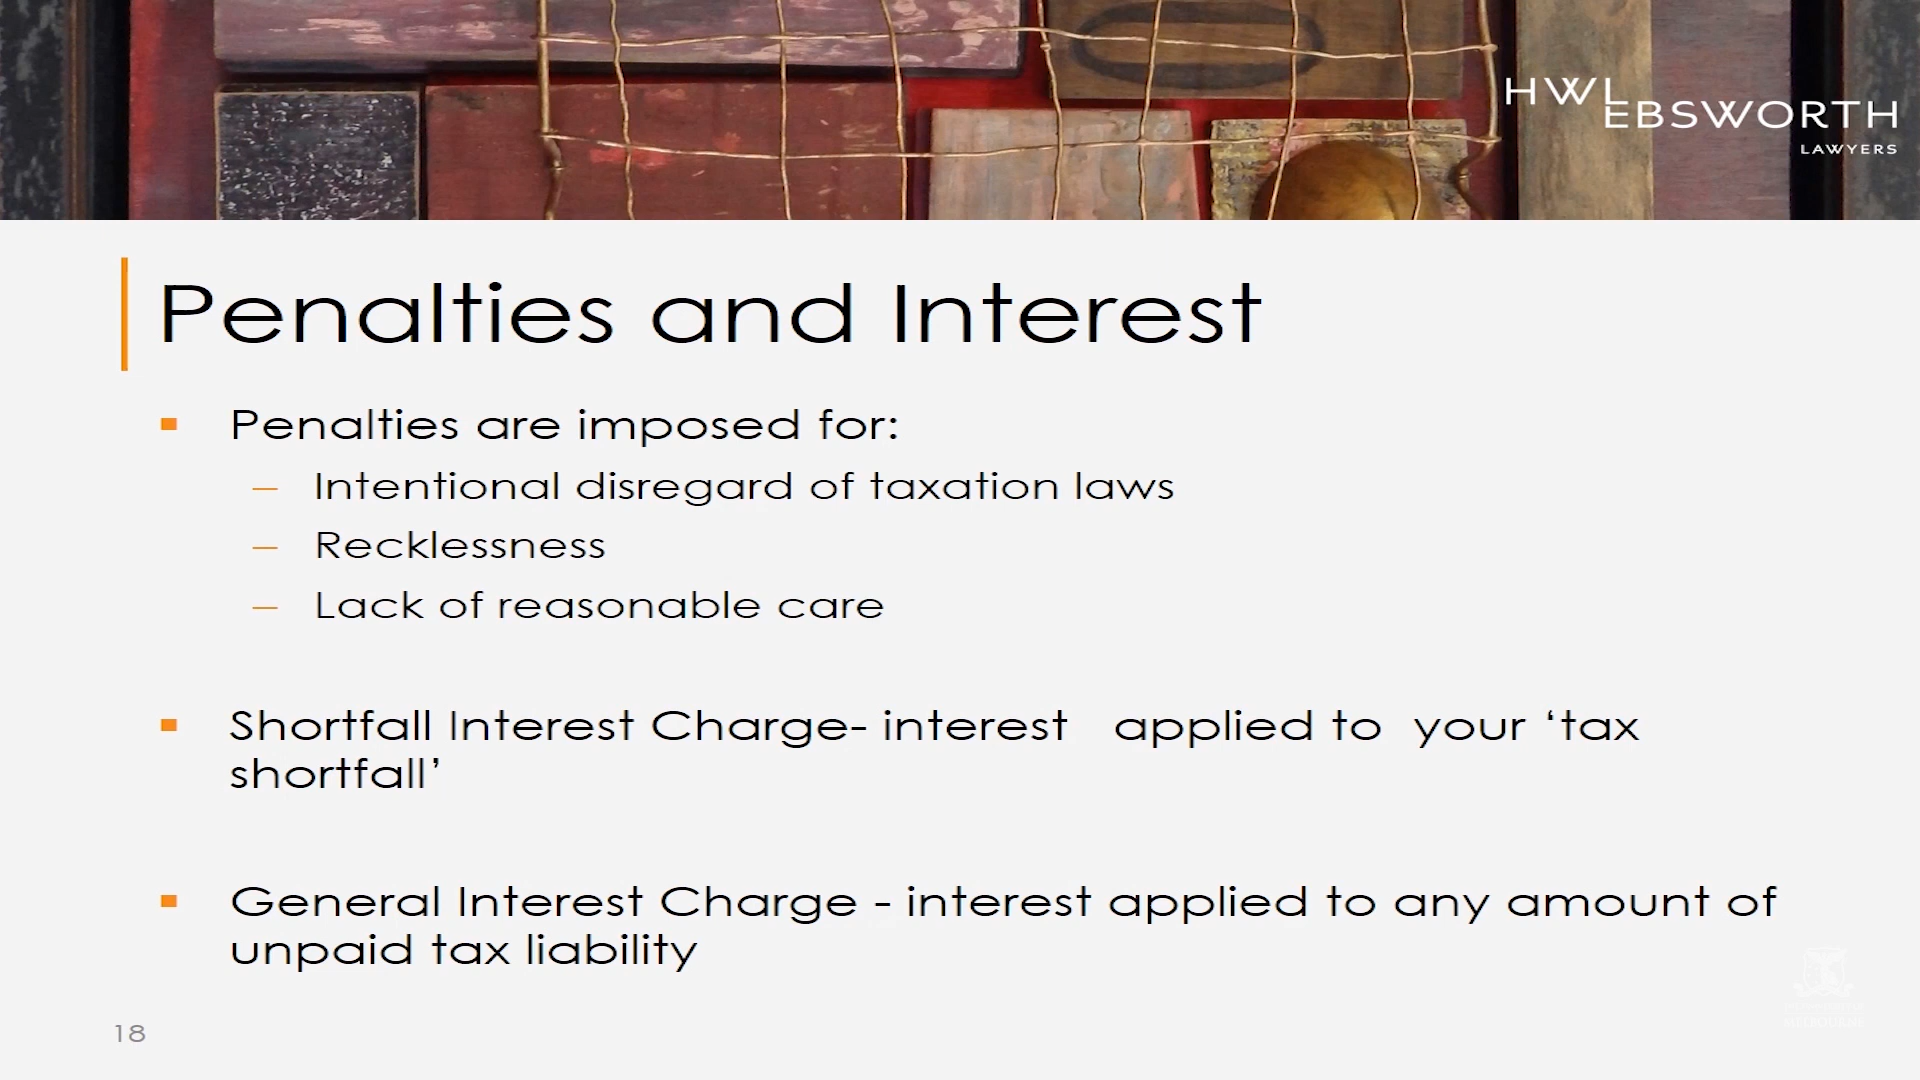 HWL
EBSWORTH
LAWYERS
Penalties and Interest
Penalties are imposed for:
– Intentional disregard of taxation laws
– Recklessness
– Lack of reasonable care
Shortfall Interest Charge- interest applied to your ‘tax
shortfall’
General Interest Charge - interest applied to any amount of
unpaid tax liability
MELBOURNE
18